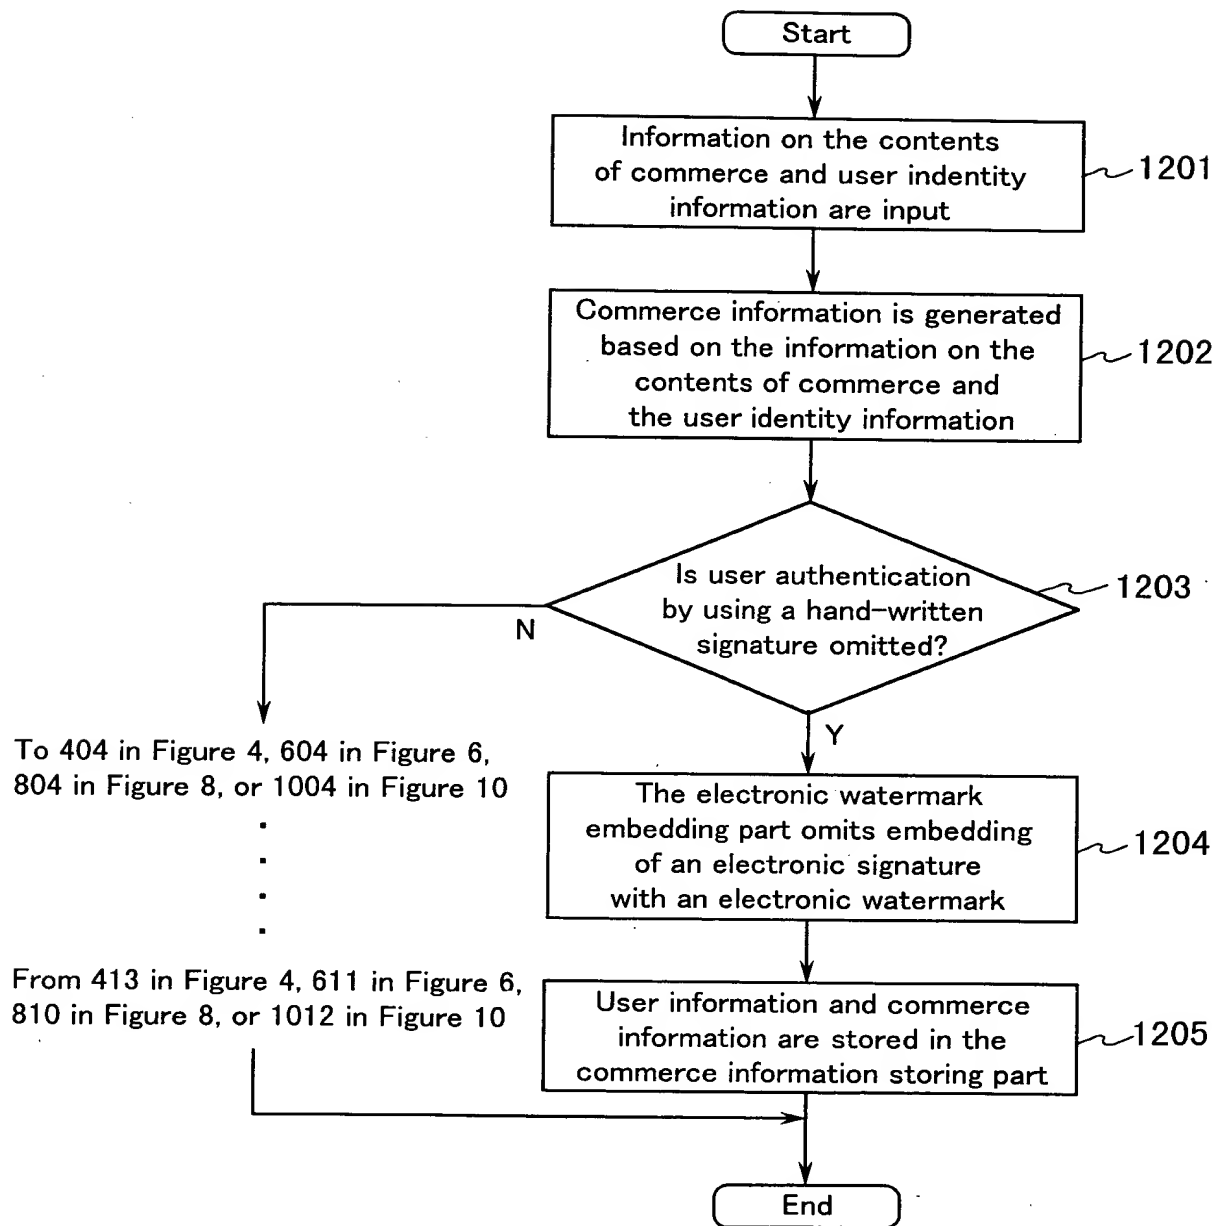 Start
Information on the contents
of commerce and user indentity
information are input
1201
Commerce information is generated
based on the information on the
contents of commerce and
the user identity information
1202
Is user authentication
by using a hand-written
signature omitted?
1203
N
Y
To 404 in Figure 4, 604 in Figure 6,
804 in Figure 8, or 1004 in Figure 10
The electronic watermark
embedding part omits embedding
of an electronic signature
with an electronic watermark
1204
From 413 in Figure 4, 611 in Figure 6,
810 in Figure 8, or 1012 in Figure 10
User information and commerce
information are stored in the
commerce information storing part
1205
End